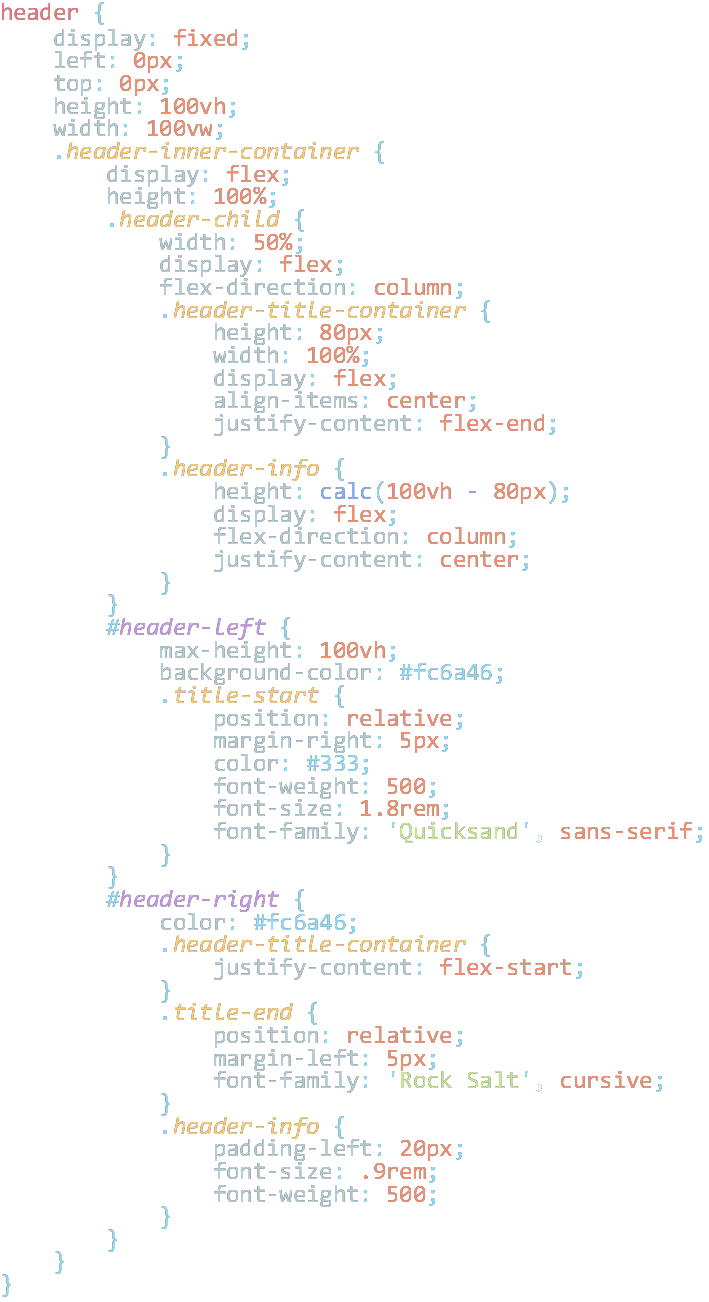 header {
    display: fixed;
    left: 0px;
    top: 0px;
    height: 100vh;
    width: 100vw;
    .header-inner-container {
        display: flex;
        height: 100%;
        .header-child {
            width: 50%;
            display: flex;
            flex-direction: column;
            .header-title-container {
                height: 80px;
                width: 100%;
                display: flex;
                align-items: center;
                justify-content: flex-end;
            }
            .header-info {
                height: calc(100vh - 80px);
                display: flex;
                flex-direction: column;
                justify-content: center;
            }
        }
        #header-left {
            max-height: 100vh;
            background-color: #fc6a46;
            .title-start {
                position: relative;
                margin-right: 5px;
                color: #333;
                font-weight: 500;
                font-size: 1.8rem;
                font-family: 'Quicksand', sans-serif;
            }
        }
        #header-right {
            color: #fc6a46;
            .header-title-container {
                justify-content: flex-start;
            }
            .title-end {
                position: relative;
                margin-left: 5px;
                font-family: 'Rock Salt', cursive;
            }
            .header-info {
                padding-left: 20px;
                font-size: .9rem;
                font-weight: 500;
            }
        }
    }
}